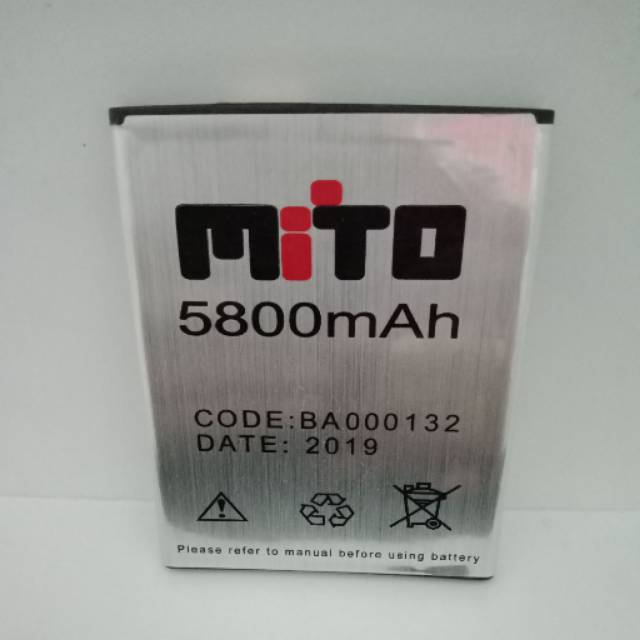 MiTO
5800mAh
CODE:BA000132
DATE: 2019
Please refer to manual before using battery